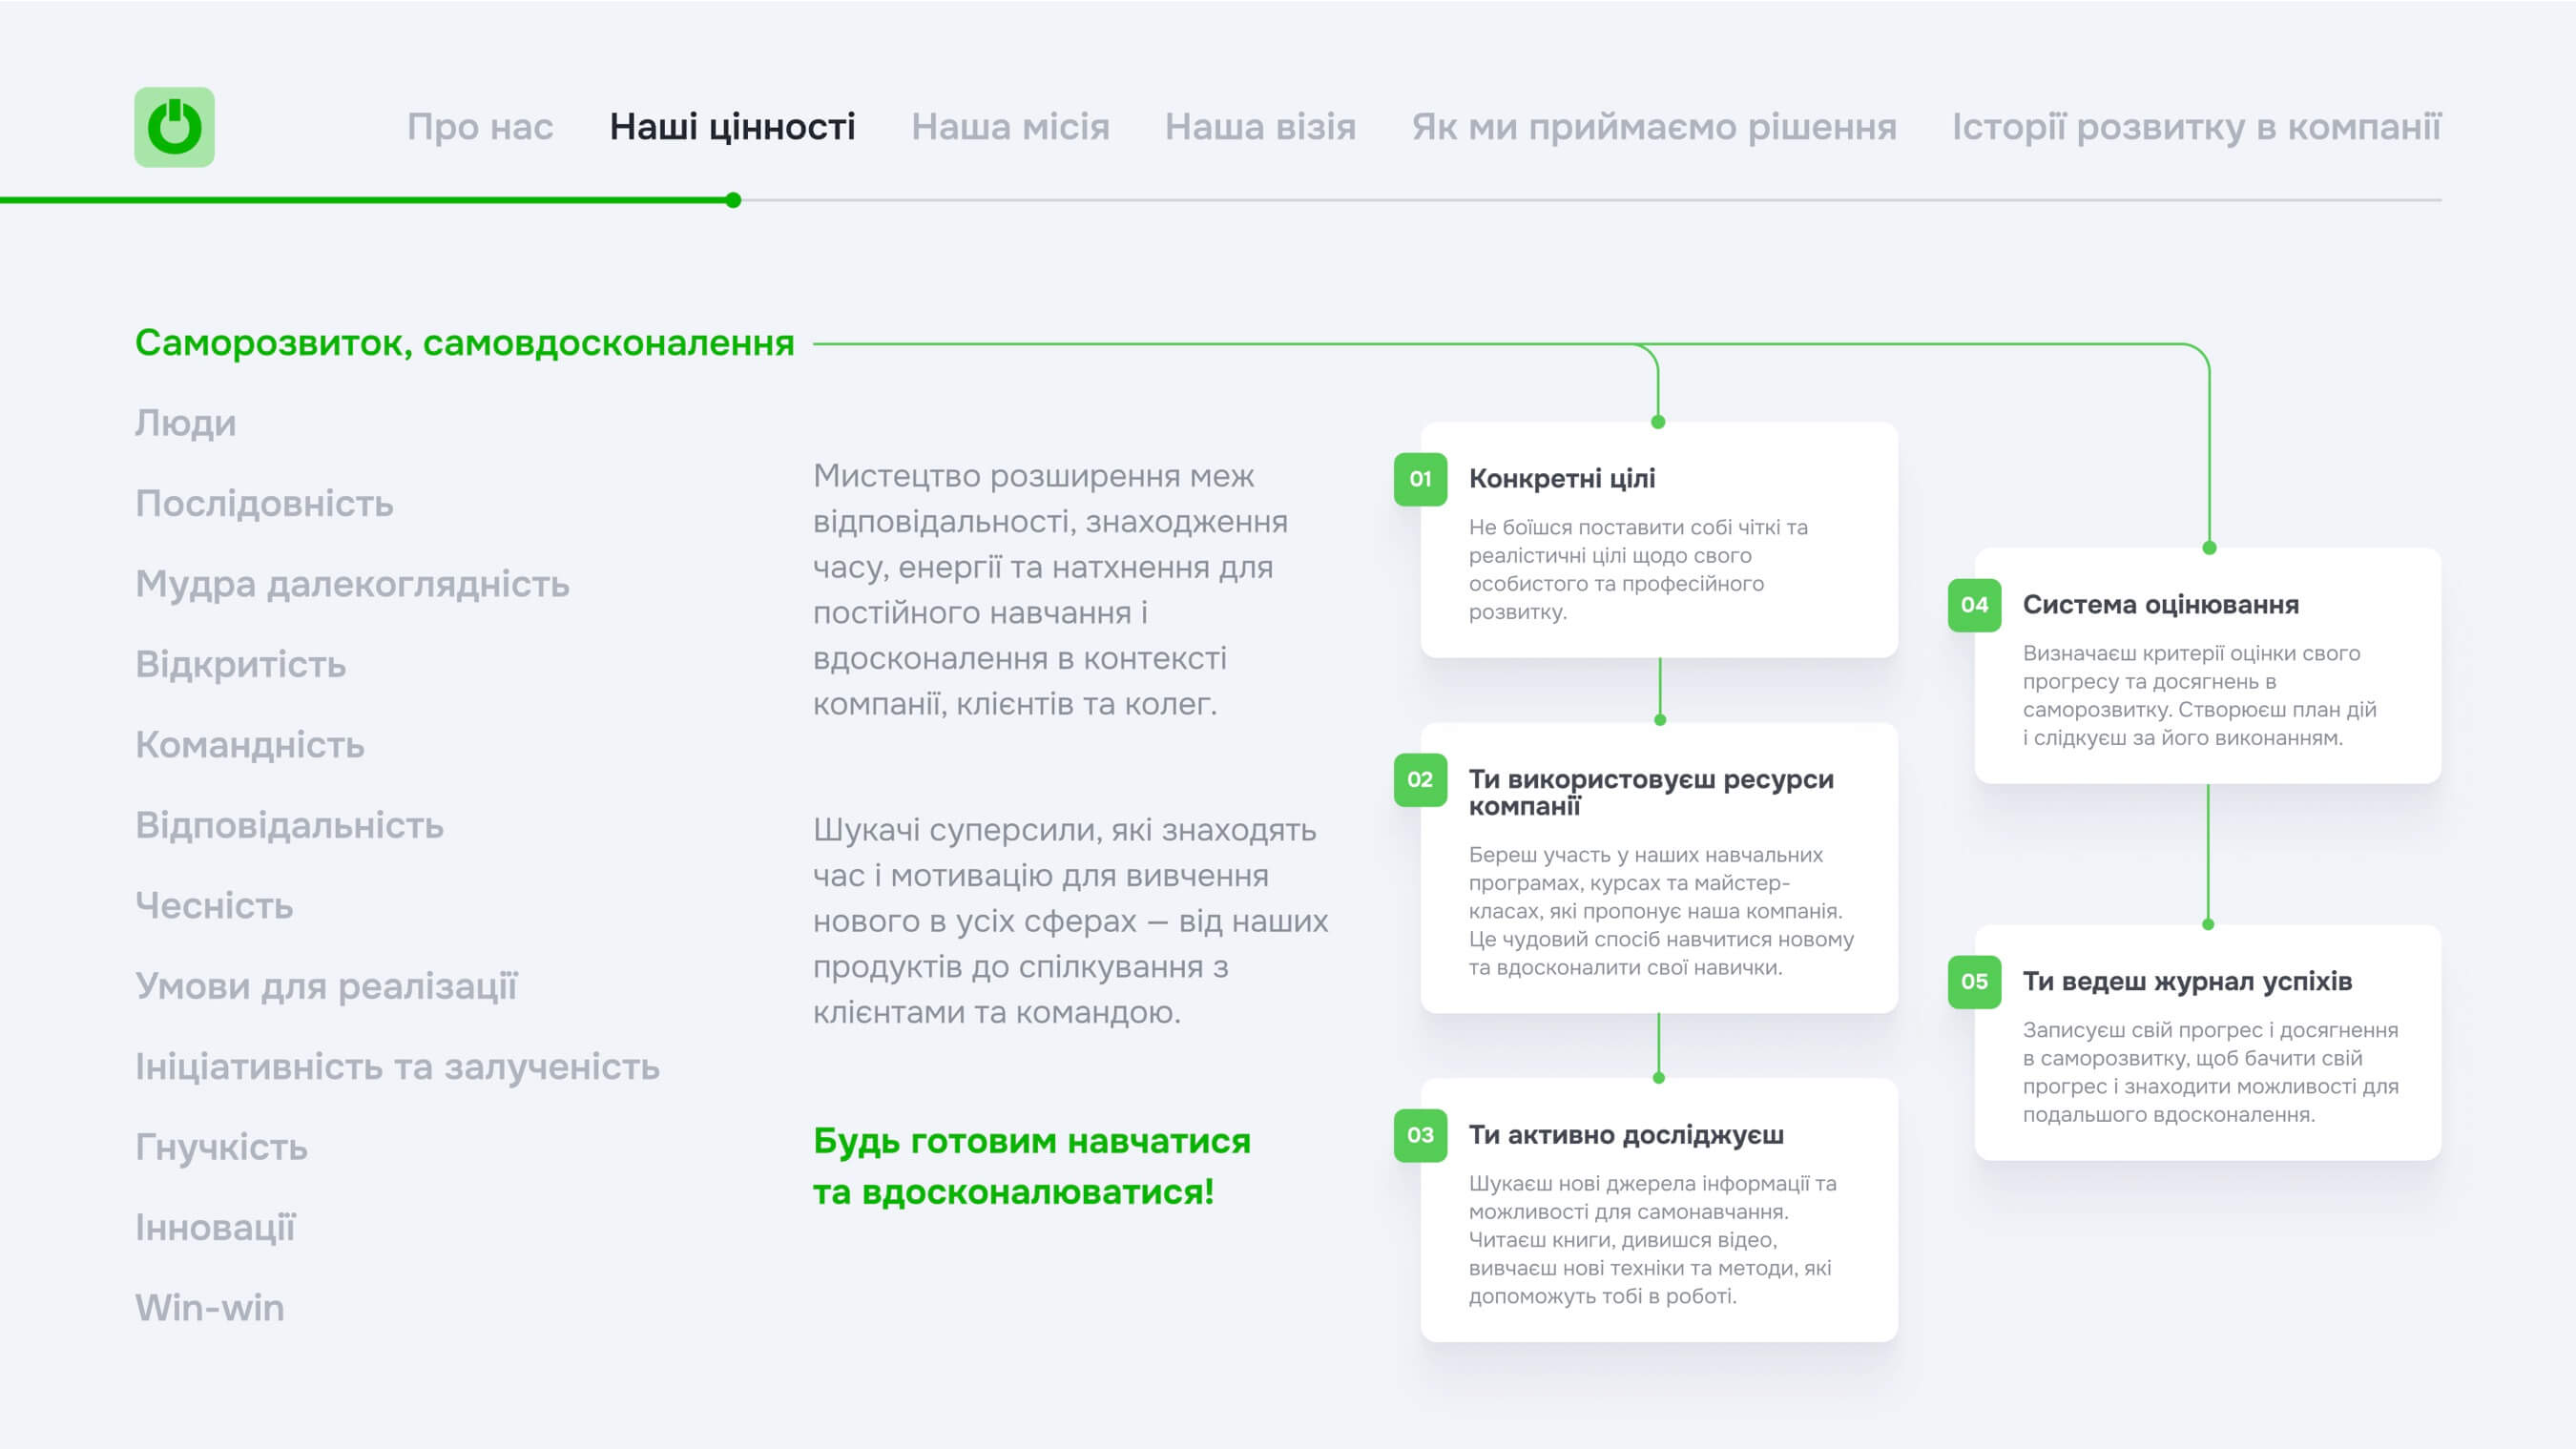 Про нас
Наші цінності
Наша місія
Наша візія
Як ми приймаємо рішення
Історії розвитку в компанії
Саморозвиток, самовдосконалення
Люди
Послідовність
Мудра далекоглядність
Відкритість
Командність
Відповідальність
Чесність
Умови для реалізації
Ініціативність та залученість
Гнучкість
Інновації
Win-win
Мистецтво розширення меж
відповідальності, знаходження
часу, енергії та натхнення для
постійного навчання і
вдосконалення в контексті
компанії, клієнтів та колег.
Шукачі суперсили, які знаходять
час і мотивацію для вивчення
нового в усіх сферах — від наших
продуктів до спілкування з
клієнтами та командою.
Будь готовим навчатися
та вдосконалюватися!
01
Конкретні цілі
Не боїшся поставити собі чіткі та
реалістичні цілі щодо свого
особистого та професійного
розвитку.
02
Ти використовуєш ресурси
компанії
Береш участь у наших навчальних
програмах, курсах та майстер-
класах, які пропонує наша компанія.
Це чудовий спосіб навчитися новому
та вдосконалити свої навички.
03
Ти активно досліджуєш
Шукаєш нові джерела інформації та
можливості для самонавчання.
Читаєш книги, дивишся відео,
вивчаєш нові техніки та методи, які
допоможуть тобі в роботі.
04
Система оцінювання
Визначаєш критерії оцінки свого
прогресу та досягнень в
саморозвитку. Створюєш план дій
і слідкуєш за його виконанням.
05
Ти ведеш журнал успіхів
Записуєш свій прогрес і досягнення
в саморозвитку, щоб бачити свій
прогрес і знаходити можливості для
подальшого вдосконалення.